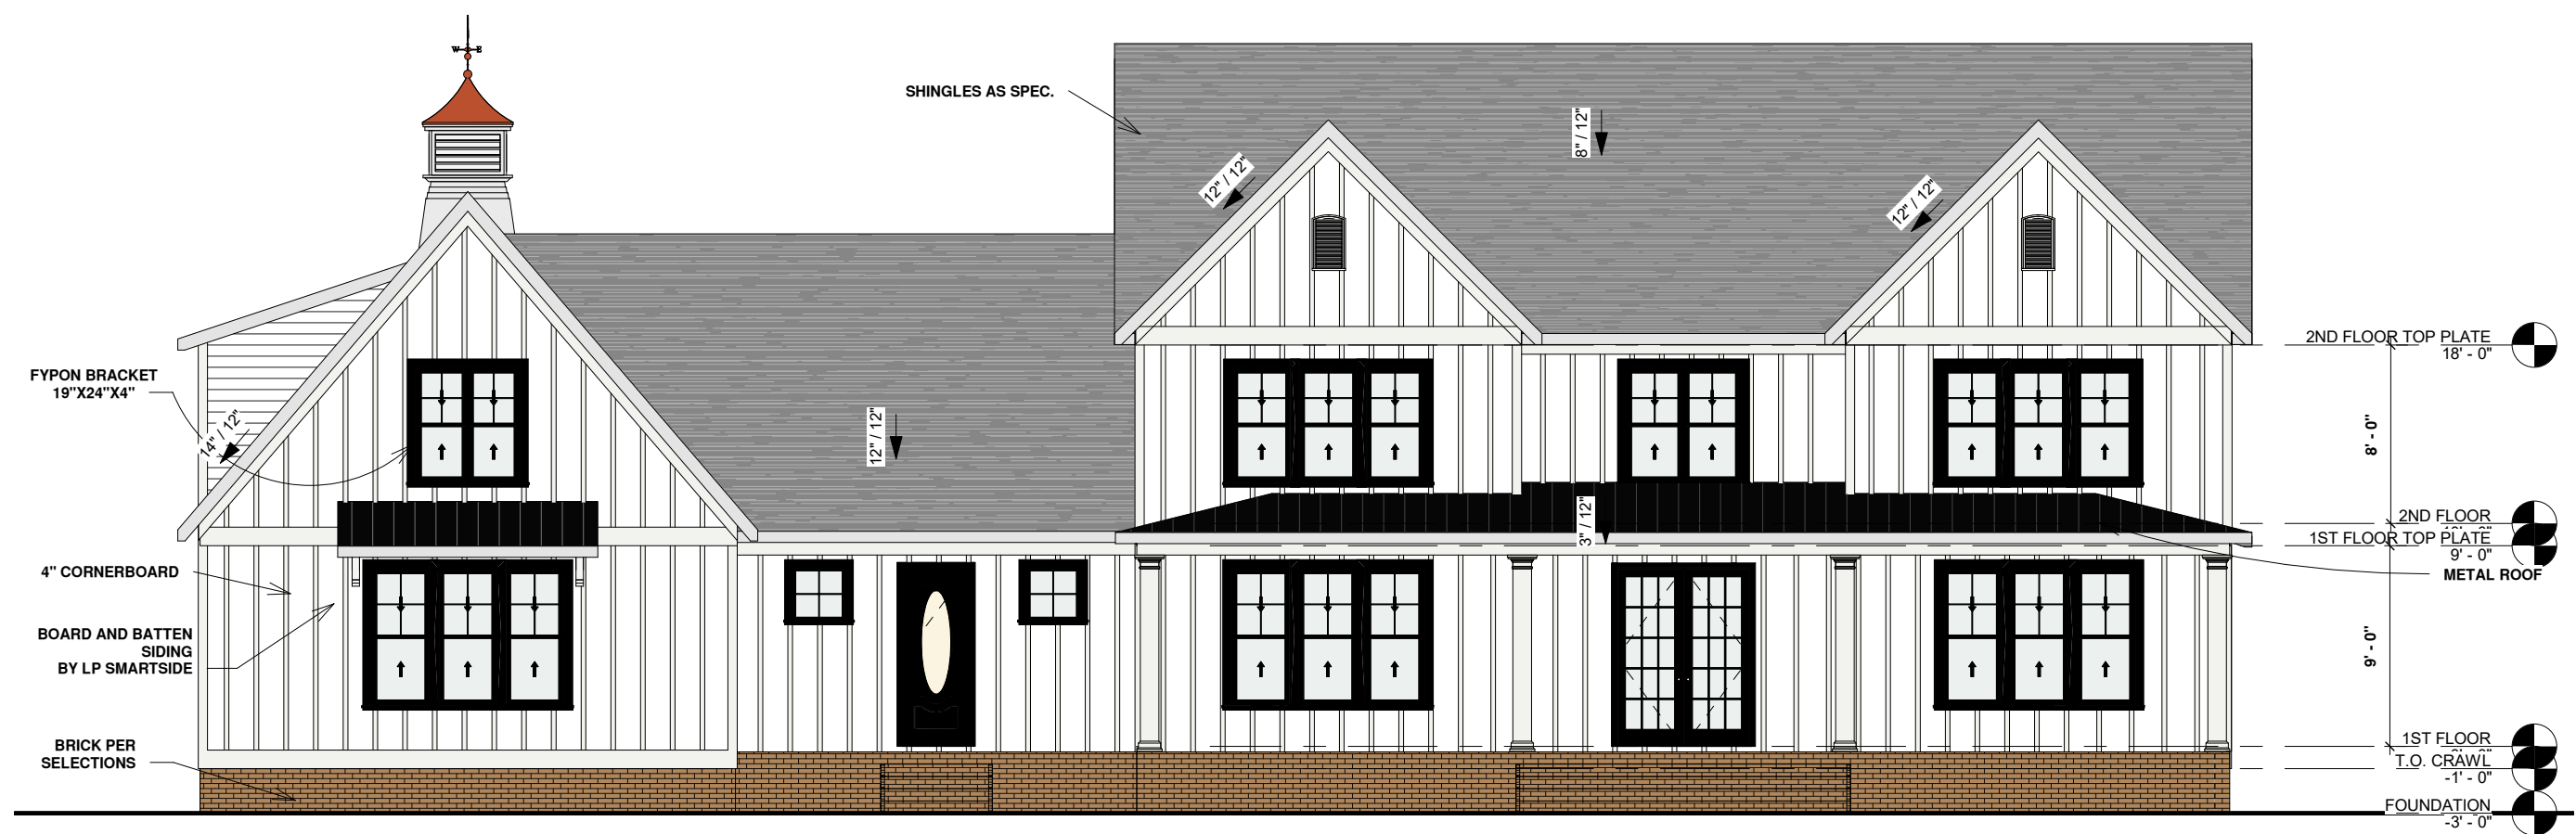 W E
SHINGLES AS SPEC.
8" / 12"
12" / 12"
12" / 12"
2ND FLOOR TOP PLATE
18' - 0"
FYPON BRACKET
19"X24"X4"
14" / 12"
12" / 12"
8' - 0"
3" / 12"
2ND FLOOR
1ST FLOOR TOP PLATE
9' - 0"
METAL ROOF
4" CORNERBOARD
BOARD AND BATTEN
SIDING
BY LP SMARTSIDE
9' - 0"
BRICK PER
SELECTIONS
1ST FLOOR
T.O. CRAWL
-1' - 0"
FOUNDATION
-3' - 0"